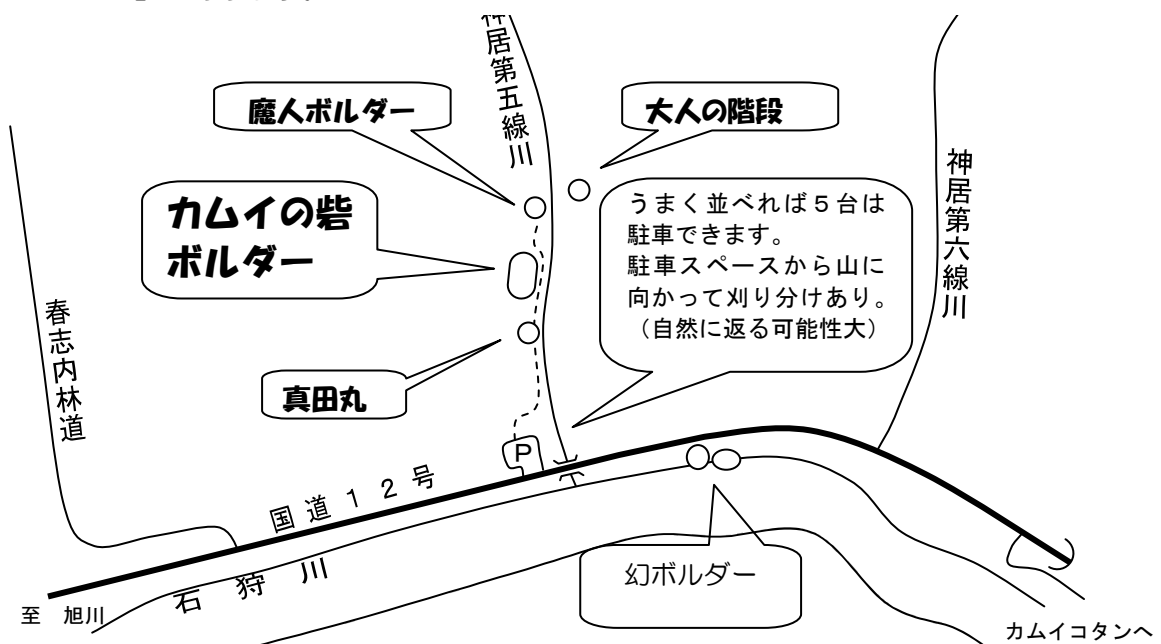 神居第五線川
魔人ボルダー
大人の階段
神居第六線川
カムイの砦
ボルダー
うまく並べれば５台は
駐車できます。
駐車スペースから山に
向かって刈り分けあり。
（自然に返る可能性大）
春志内林道
真田丸
P
国道１２号
石狩川
幻ボルダー
至 旭川
カムイコタンへ